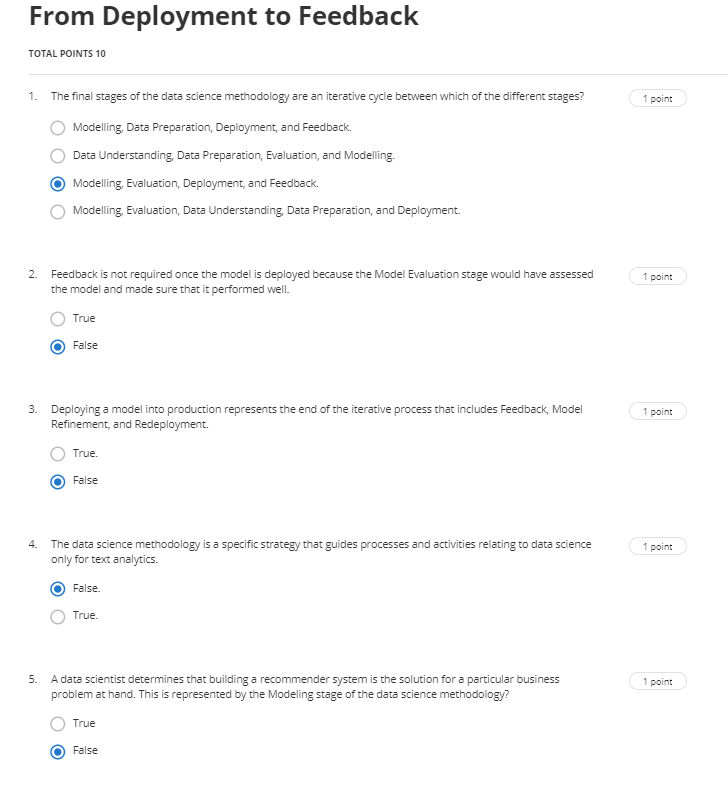 From Deployment to Feedback
TOTAL POINTS 10
1. The final stages of the data science methodology are an iterative cycle between which of the different stages? 1 point
Modelling, Data Preparation, Deployment, and Feedback.
Data Understanding, Data Preparation, Evaluation, and Modelling.
Modelling, Evaluation, Deployment, and Feedback.
Modelling, Evaluation, Data Understanding, Data Preparation, and Deployment.
2. Feedback is not required once the model is deployed because the Model Evaluation stage would have assessed 1 point
the model and made sure that it performed well.
True
False
3. Deploying a model into production represents the end of the iterative process that includes Feedback, Model 1 point
Refinement, and Redeployment.
True.
False
4. The data science methodology is a specific strategy that guides processes and activities relating to data science 1 point
only for text analytics.
False.
True.
5. A data scientist determines that building a recommender system is the solution for a particular business 1 point
problem at hand. This is represented by the Modeling stage of the data science methodology?
True
False